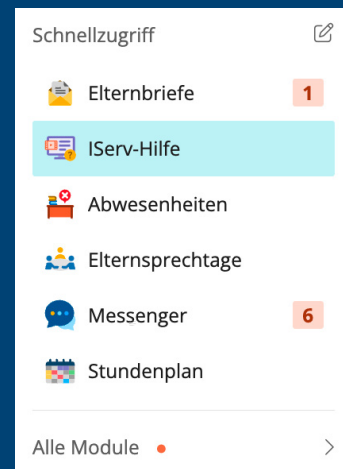 Schnellzugriff
Elternbriefe 1
IServ-Hilfe
Abwesenheiten
Elternsprechtage
Messenger 6
Stundenplan
Alle Module